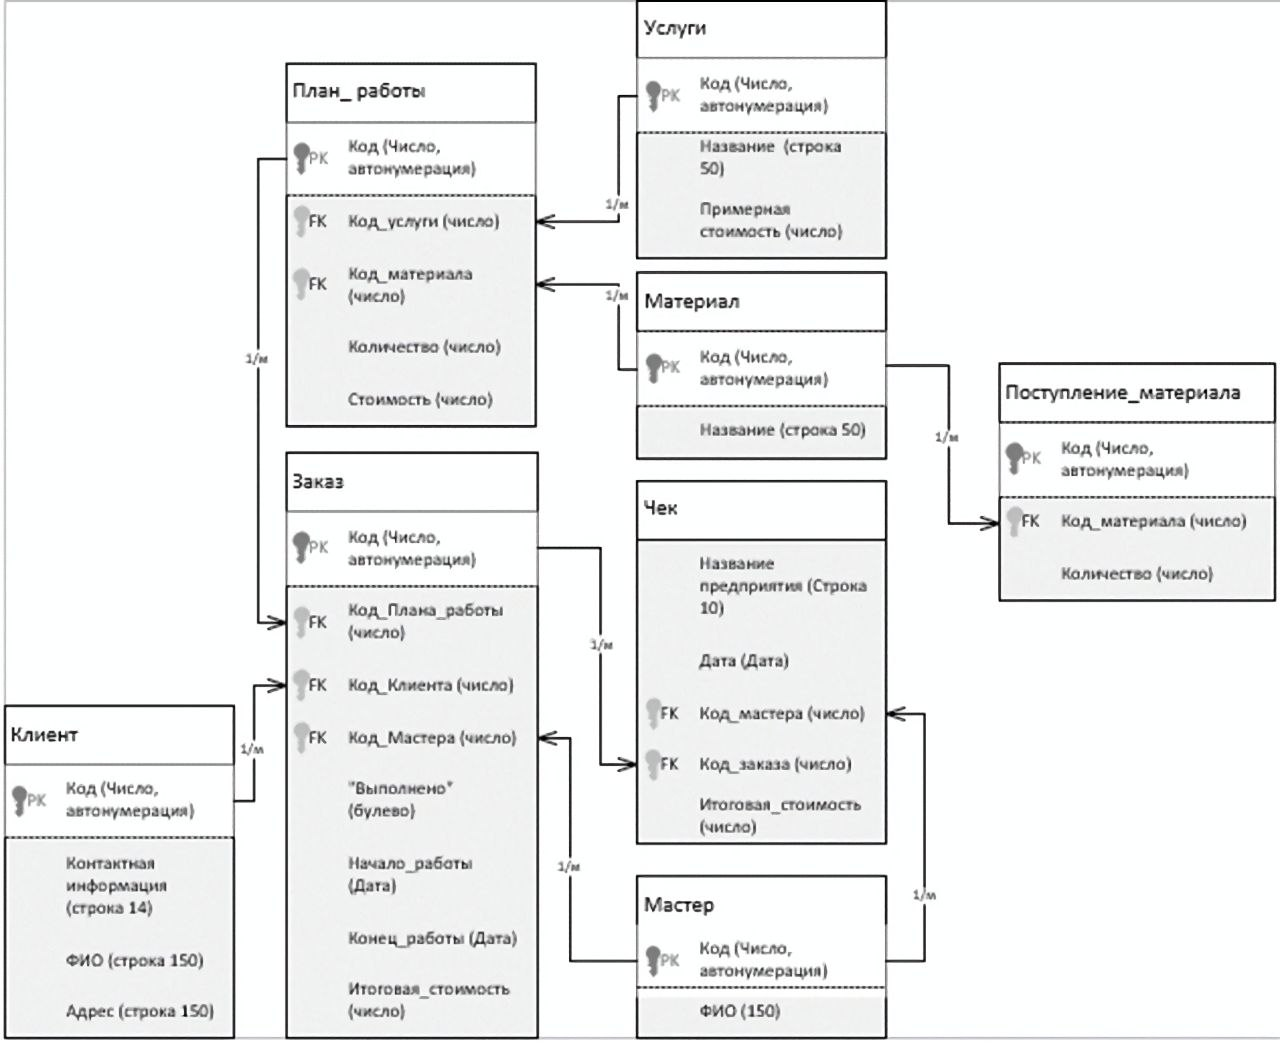 Услуги
PK
Код (Число,
автонумерация)
Название (строка
50)
Примерная
стоимость (число)
План_ работы
PK
Код (Число,
автонумерация)
FK
Код_услуги (число)
FK
Код_материала
(число)
Количество (число)
Стоимость (число)
1/м
1/м
1/м
Материал
PK
Код (Число,
автонумерация)
Название (строка 50)
1/м
Поступление_материала
PK
Код (Число,
автонумерация)
FK
Код_материала (число)
Количество (число)
Заказ
PK
Код (Число,
автонумерация)
FK
Код_Плана_работы
(число)
FK
Код_Клиента (число)
FK
Код_Мастера (число)
"Выполнено"
(булево)
Начало_работы
(Дата)
Конец_работы (Дата)
Итоговая_стоимость
(число)
1/м
1/м
Чек
Название
предприятия (Строка
10)
Дата (Дата)
FK
Код_мастера (число)
FK
Код_заказа (число)
Итоговая_стоимость
(число)
Клиент
PK
Код (Число,
автонумерация)
Контактная
информация
(строка 14)
ФИО (строка 150)
Адрес (строка 150)
1/м
1/м
Мастер
PK
Код (Число,
автонумерация)
ФИО (150)